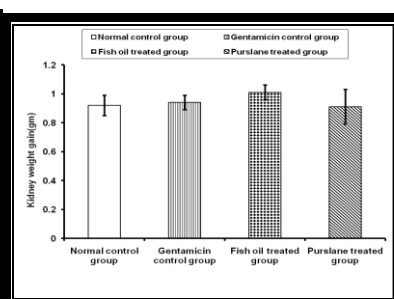 Normal control group Gentamicin control group
Fish oil treated group Purslane treated group
Kidney weight gain(gm)
1.2
1
0.8
0.6
0.4
0.2
0
Normal control group
Gentamicin control group
Fish oil treated group
Purslane treated group